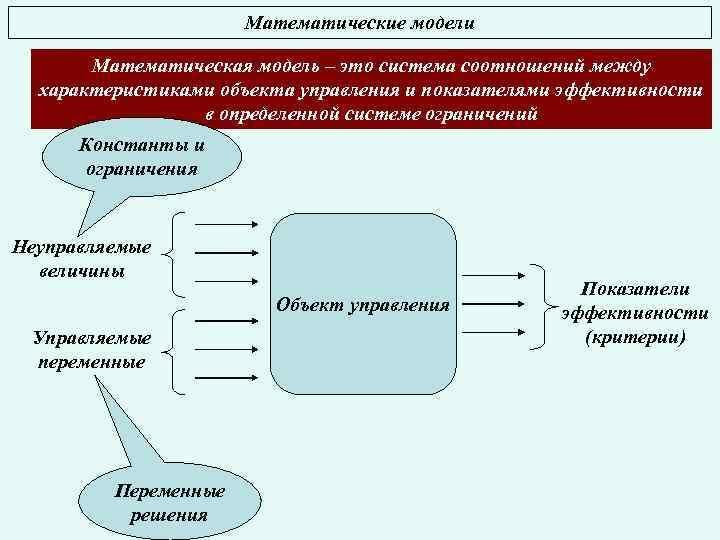 Математические модели
Математическая модель – это система соотношений между
характеристиками объекта управления и показателями эффективности
в определенной системе ограничений
Константы и
ограничения
Неуправляемые
величины
Объект управления
Показатели
эффективности
(критерии)
Управляемые
переменные
Переменные
решения